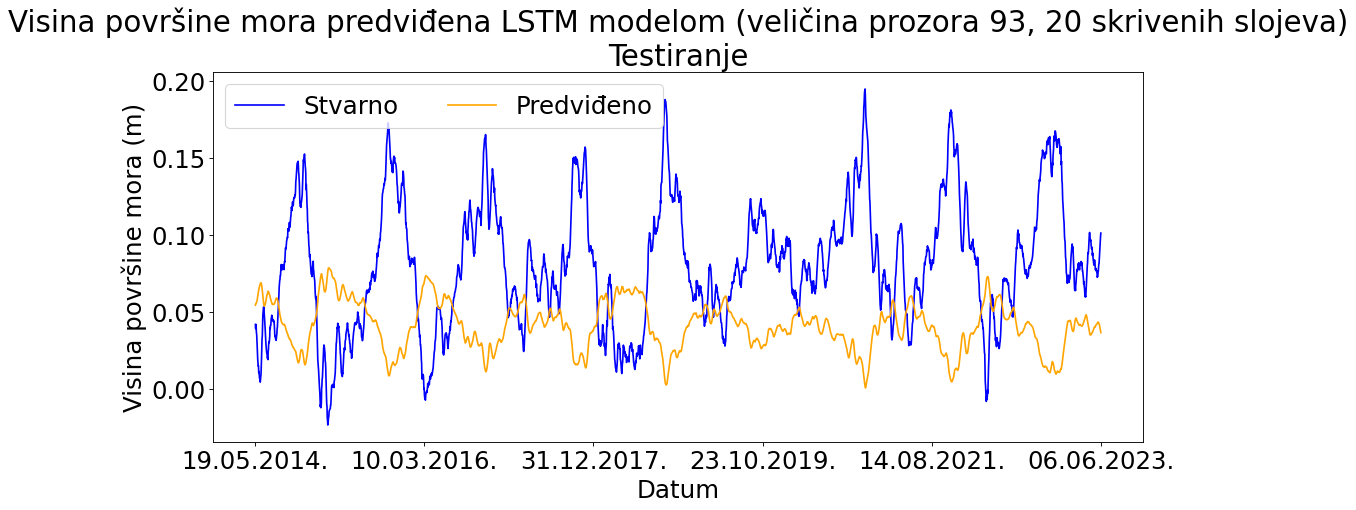 Visina površine mora predviđena LSTM modelom (veličina prozora 93, 20 skrivenih slojeva)
Testiranje
Stvarno Predviđeno
Visina površine mora (m)
0.20
0.15
0.10
0.05
0.00
19.05.2014. 10.03.2016. 31.12.2017. 23.10.2019. 14.08.2021. 06.06.2023.
Datum